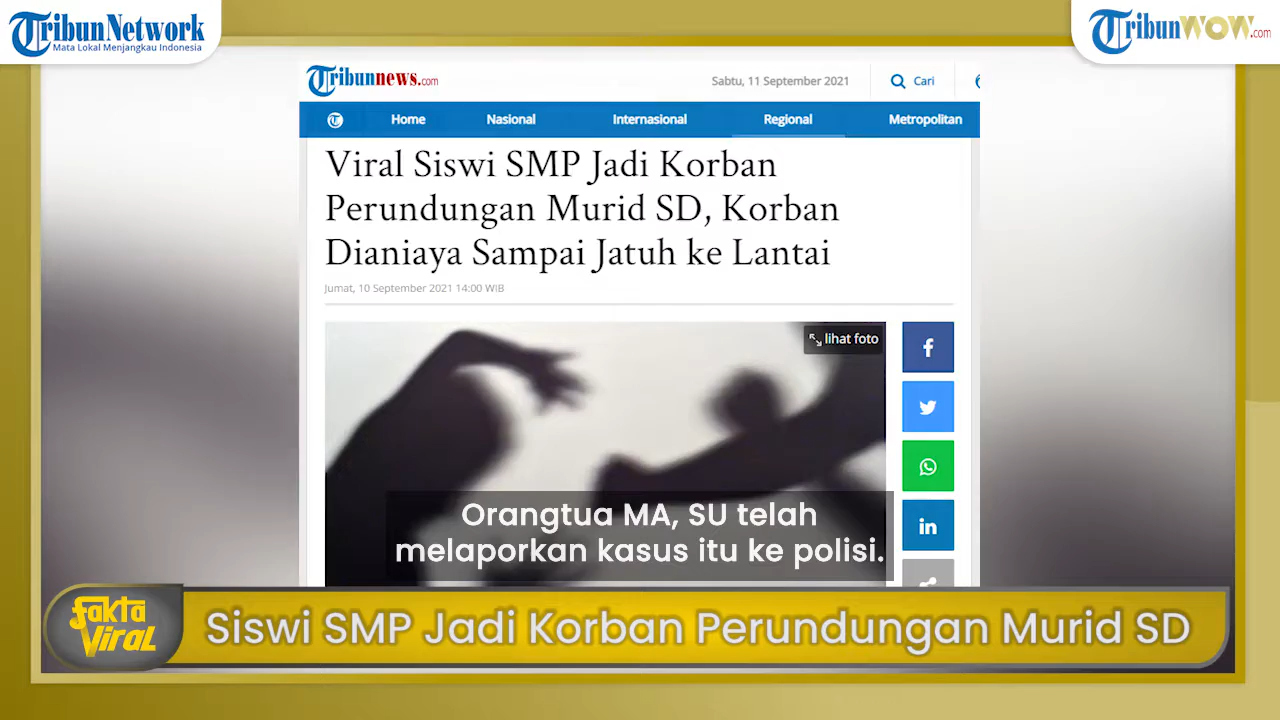 TribunNetwork
Mata Lokal Menjangkau Indonesia
TribunWOW.com
Tribunnews.com
Sabtu, 11 September 2021
Cari
Home
Nasional
Internasional
Regional
Metropolitan
Viral Siswi SMP Jadi Korban
Perundungan Murid SD, Korban
Dianiaya Sampai Jatuh ke Lantai
Jumat, 10 September 2021 14:00 WIB
lihat foto
Orangtua MA, SU telah
melaporkan kasus itu ke polisi.
fakta
Viral
Siswi SMP Jadi Korban Perundungan Murid SD